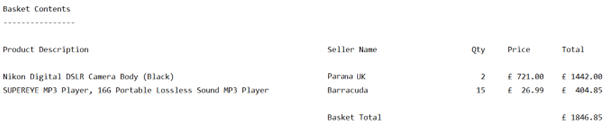 Basket Contents
----------------
Product Description Seller Name Qty Price Total
Nikon Digital DSLR Camera Body (Black) Parana UK 2 £ 721.00 £ 1442.00
SUPEREYE MP3 Player, 16G Portable Lossless Sound MP3 Player Barracuda 15 £ 26.99 £ 404.85
Basket Total £ 1846.85